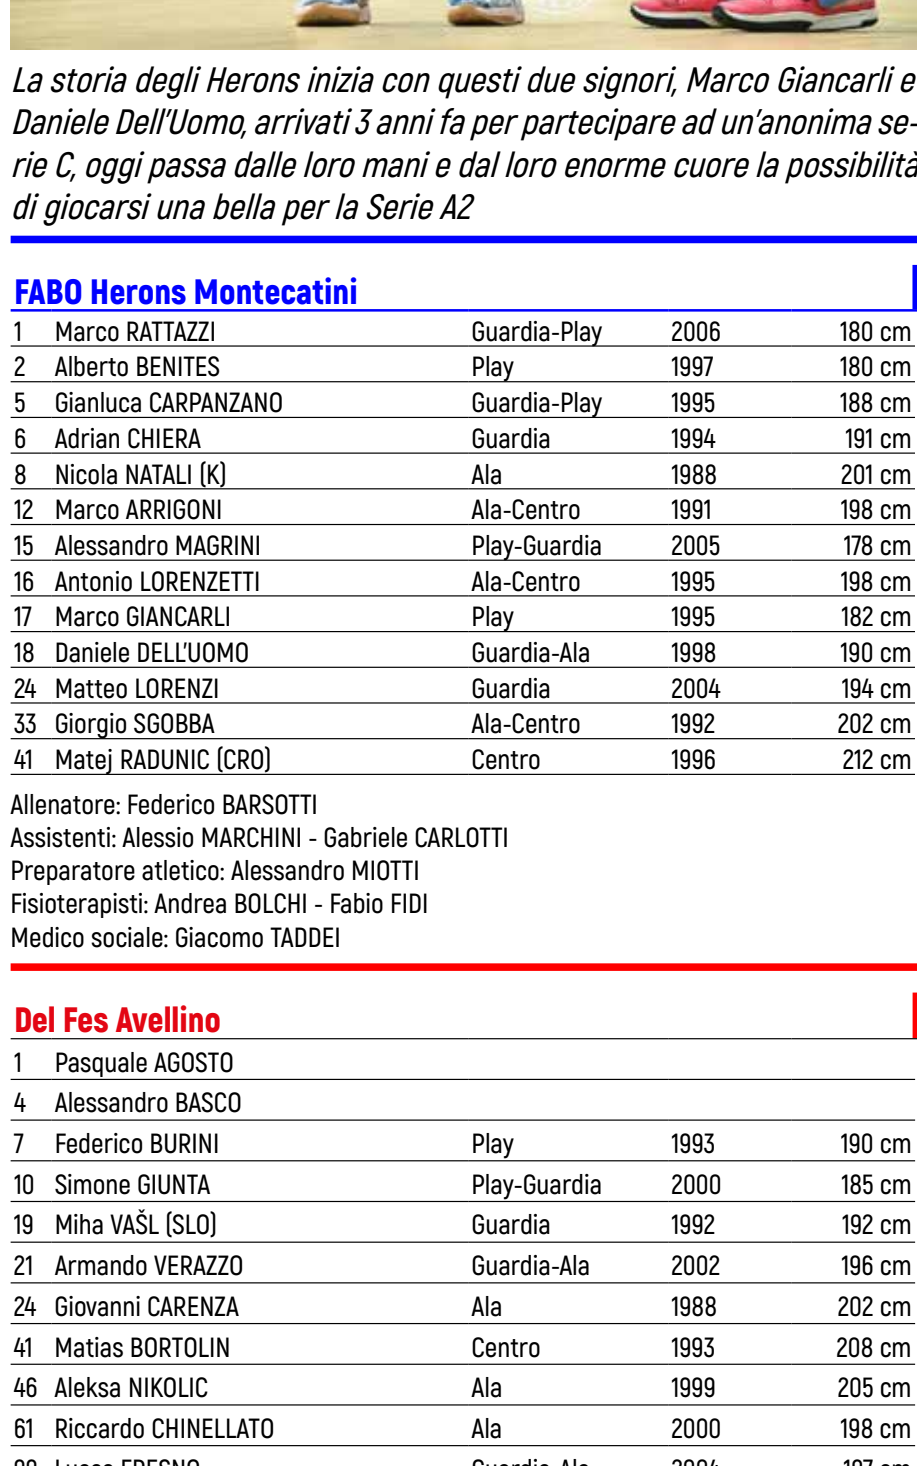 La storia degli Herons inizia con questi due signori, Marco Giancarli e
Daniele Dell'Uomo, arrivati 3 anni fa per partecipare ad un'anonima se-
rie C, oggi passa dalle loro mani e dal loro enorme cuore la possibilità
di giocarsi una bella per la Serie A2
FABO Herons Montecatini
1 Marco RATTAZZI Guardia-Play 2006 180 cm
2 Alberto BENITES Play 1997 180 cm
5 Gianluca CARPANZANO Guardia-Play 1995 188 cm
6 Adrian CHIERA Guardia 1994 191 cm
8 Nicola NATALI (K) Ala 1988 201 cm
12 Marco ARRIGONI Ala-Centro 1991 198 cm
15 Alessandro MAGRINI Play-Guardia 2005 178 cm
16 Antonio LORENZETTI Ala-Centro 1995 198 cm
17 Marco GIANCARLI Play 1995 182 cm
18 Daniele DELL'UOMO Guardia-Ala 1998 190 cm
24 Matteo LORENZI Guardia 2004 194 cm
33 Giorgio SGOBBA Ala-Centro 1992 202 cm
41 Matej RADUNIC (CRO) Centro 1996 212 cm
Allenatore: Federico BARSOTTI
Assistenti: Alessio MARCHINI - Gabriele CARLOTTI
Preparatore atletico: Alessandro MIOTTI
Fisioterapisti: Andrea BOLCHI - Fabio FIDI
Medico sociale: Giacomo TADDEI
Del Fes Avellino
1 Pasquale AGOSTO
4 Alessandro BASCO
7 Federico BURINI Play 1993 190 cm
10 Simone GIUNTA Play-Guardia 2000 185 cm
19 Miha VAŠL (SLO) Guardia 1992 192 cm
21 Armando VERAZZO Guardia-Ala 2002 196 cm
24 Giovanni CARENZA Ala 1988 202 cm
41 Matias BORTOLIN Centro 1993 208 cm
46 Aleksa NIKOLIC Ala 1999 205 cm
61 Riccardo CHINELLATO Ala 2000 198 cm